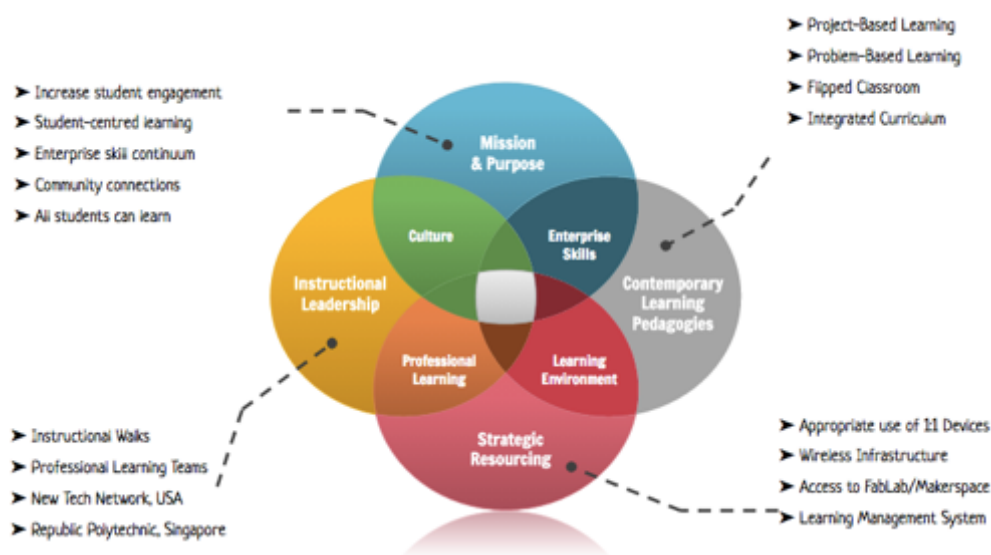 ➤ Project-Based Learning
➤ Problem-Based Learning
➤ Flipped Classroom
➤ Integrated Curriculum
➤ Increase student engagement
➤ Student-centred learning
➤ Enterprise skill continuum
➤ Community connections
➤ All students can learn
Mission
& Purpose
Culture
Enterprise
Skills
Instructional
Leadership
Contemporary
Learning
Pedagogies
Professional
Learning
Learning
Environment
Strategic
Resourcing
➤ Instructional Walks
➤ Professional Learning Teams
➤ New Tech Network, USA
➤ Republic Polytechnic, Singapore
➤ Appropriate use of 1:1 Devices
➤ Wireless Infrastructure
➤ Access to FabLab/Makerspace
➤ Learning Management System